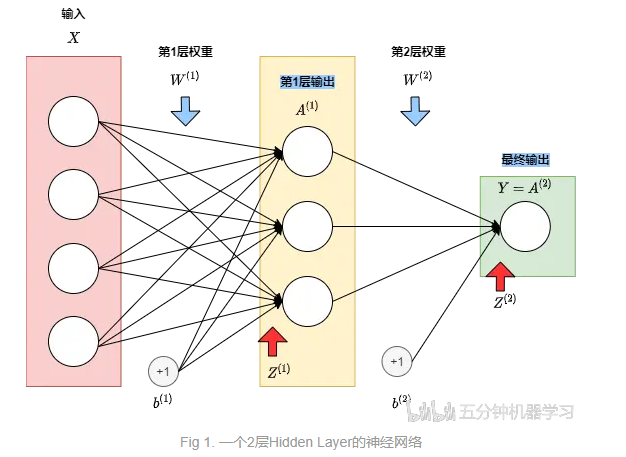 输入
X
第1层权重
W^(1)
第1层输出
A^(1)
第2层权重
W^(2)
最终输出
Y = A^(2)
Z^(2)
Z^(1)
+1
b^(1)
+1
b^(2)
五分钟机器学习
Fig 1. 一个2层Hidden Layer的神经网络